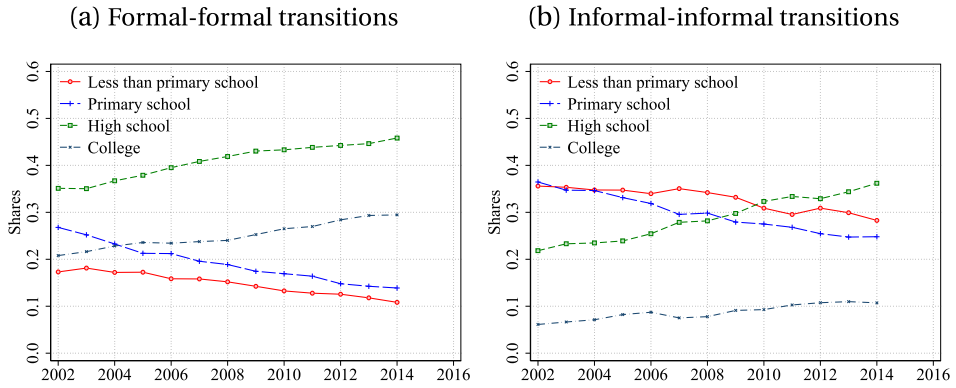 (a) Formal-formal transitions
Less than primary school
Primary school
High school
College
Shares
0.6
0.5
0.4
0.3
0.2
0.1
0.0
2002 2004 2006 2008 2010 2012 2014 2016
(b) Informal-informal transitions
Less than primary school
Primary school
High school
College
Shares
0.6
0.5
0.4
0.3
0.2
0.1
0.0
2002 2004 2006 2008 2010 2012 2014 2016